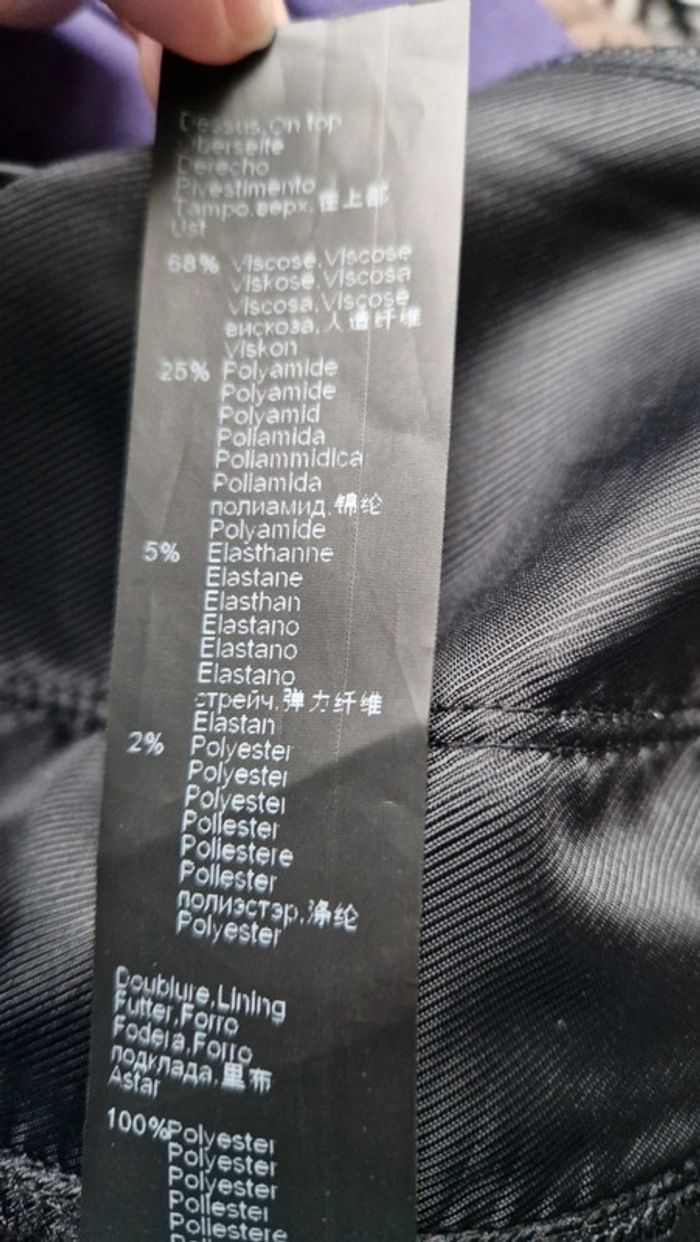 Dessus.On top
Oberseite
Derecho
Rivestimento
Tampo.верх.在上部
Üst
68% Viscose.Viscose
Viskose.Viscosa
Viscosa.Viscose
вискоза.人造纤维
Viskon
25% Polyamide
Polyamide
Polyamid
Poliamida
Poliammidica
Poliamida
полиамид.锦纶
Polyamide
5% Elasthanne
Elastane
Elasthan
Elastano
Elastano
Elastano
стрейч.弹力纤维
Elastan
2% Polyester
Polyester
Polyester
Poliester
Poliestere
Poliester
полиэстэр.涤纶
Polyester
Doublure.Lining
Futter.Forro
Fodera.Forro
подклада.里布
Astar
100%Polyester
Polyester
Polyester
Poliester
Poliestere